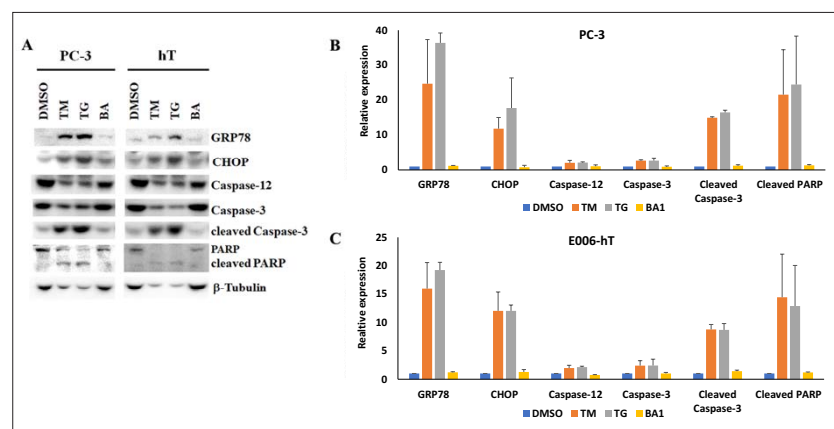 A
PC-3 hT
DMSO TM TG BA DMSO TM TG BA
GRP78
CHOP
Caspase-12
Caspase-3
cleaved Caspase-3
PARP
cleaved PARP
β-Tubulin
B
PC-3
Relative expression
40
30
20
10
0
GRP78 CHOP Caspase-12 Caspase-3 Cleaved Cleaved PARP
Caspase-3
DMSO TM TG BA1
C
E006-hT
Realtive expression
25
20
15
10
5
0
GRP78 CHOP Caspase-12 Caspase-3 Cleaved Cleaved PARP
Caspase-3
DMSO TM TG BA1